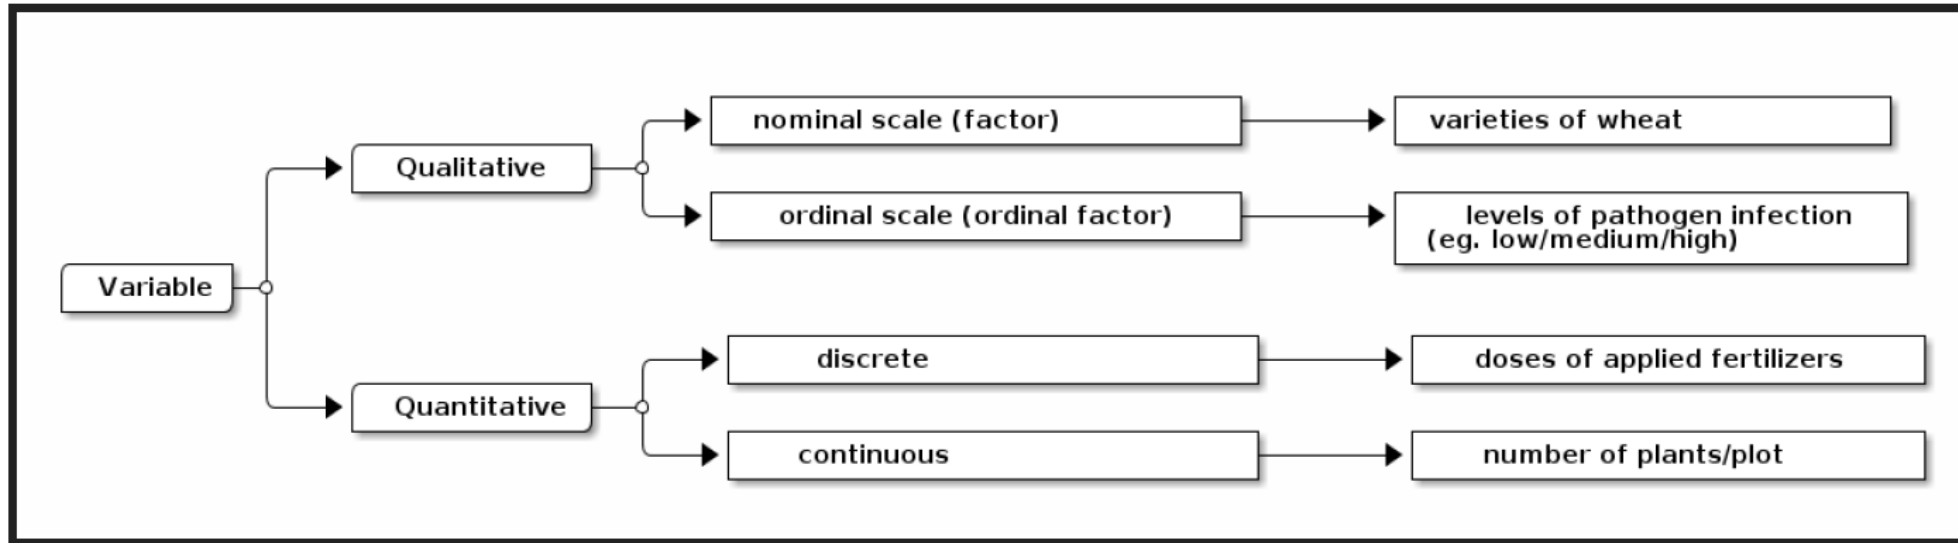 Variable
Qualitative
nominal scale (factor)
varieties of wheat
ordinal scale (ordinal factor)
levels of pathogen infection
(eg. low/medium/high)
Quantitative
discrete
doses of applied fertilizers
continuous
number of plants/plot